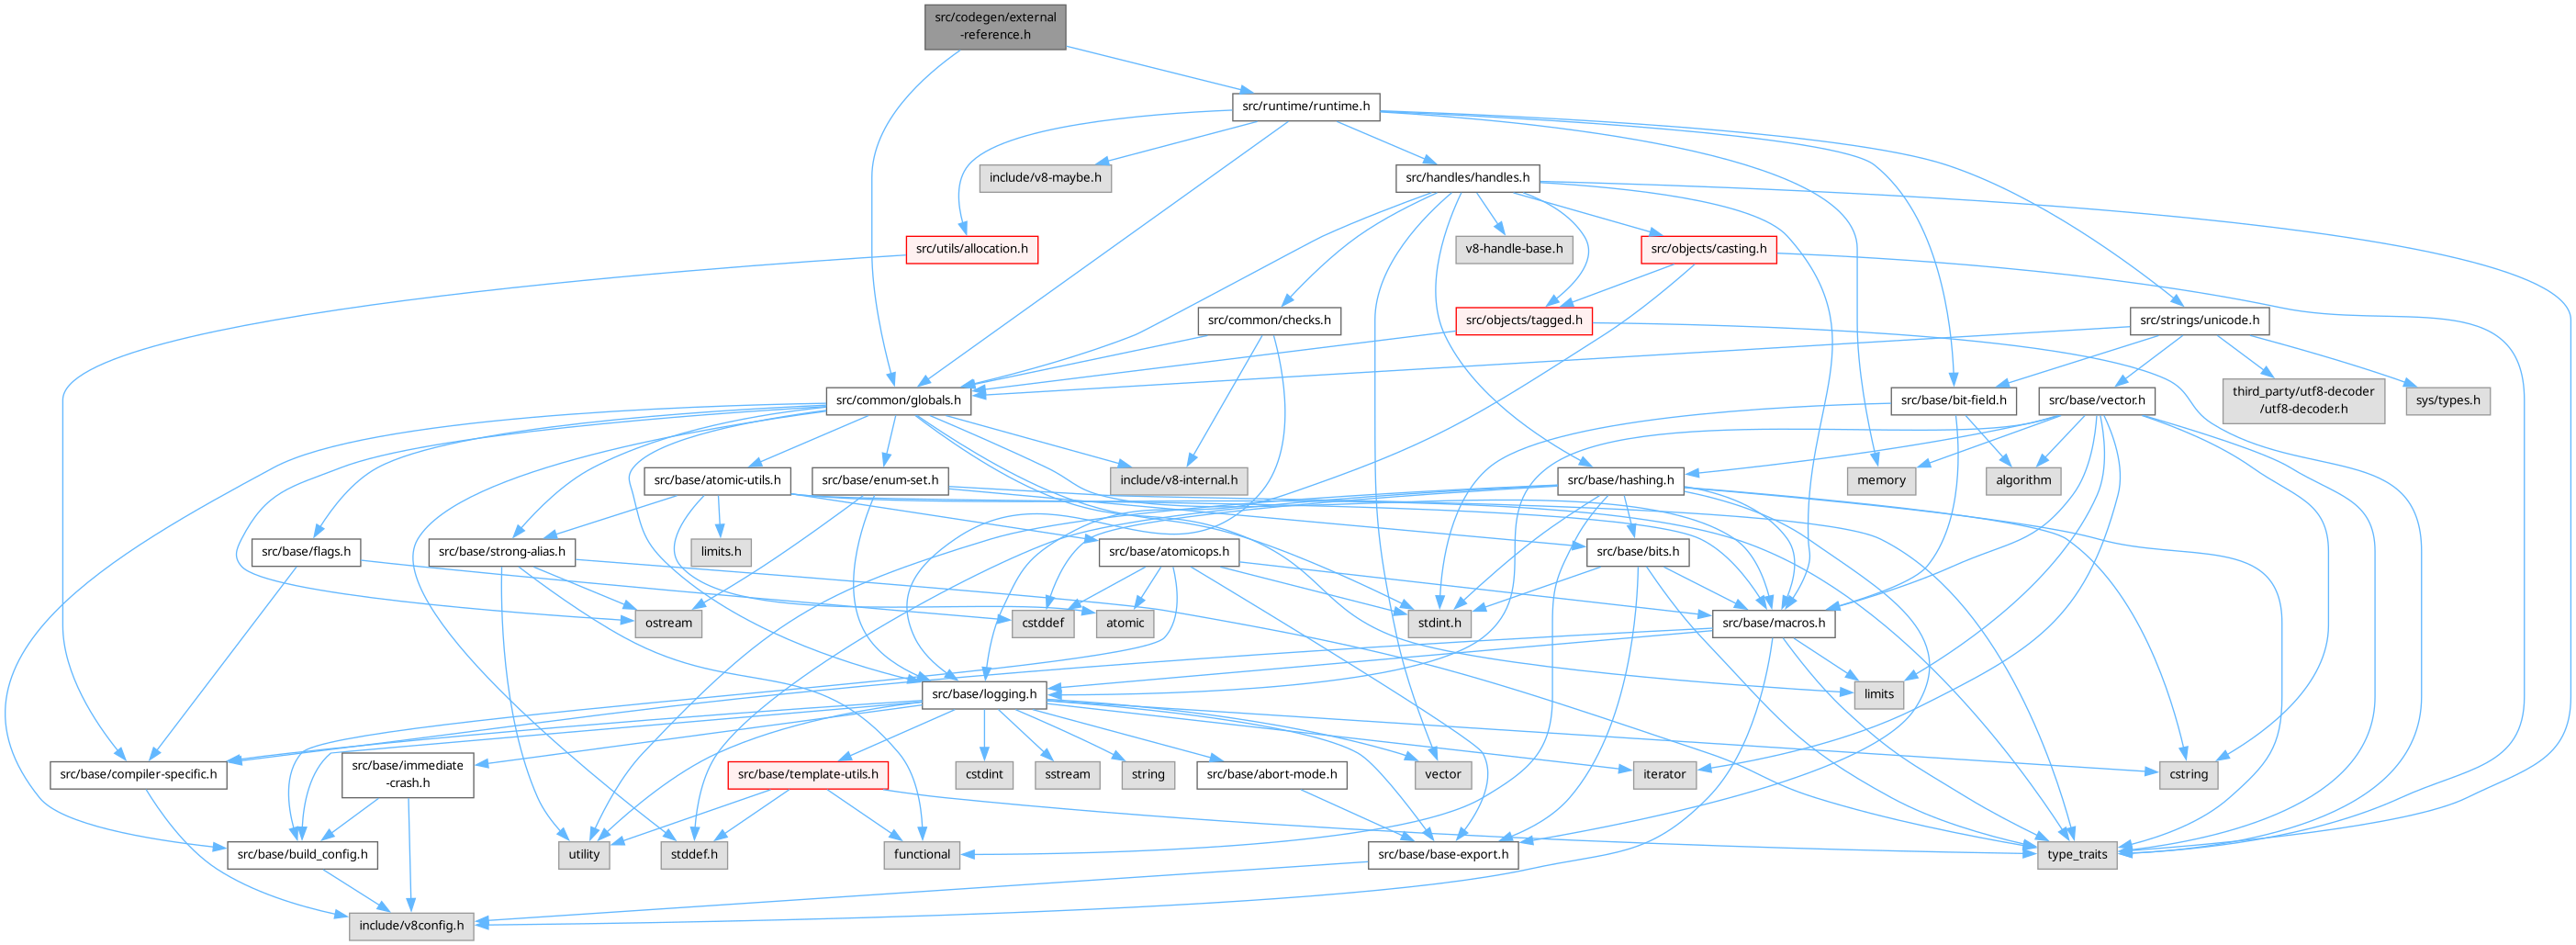 src/codegen/external
-reference.h
src/runtime/runtime.h
include/v8-maybe.h
src/handles/handles.h
src/utils/allocation.h
v8-handle-base.h
src/objects/casting.h
src/common/checks.h
src/objects/tagged.h
src/strings/unicode.h
src/common/globals.h
src/base/bit-field.h
src/base/vector.h
third_party/utf8-decoder
/utf8-decoder.h
sys/types.h
src/base/atomic-utils.h
src/base/enum-set.h
include/v8-internal.h
src/base/hashing.h
memory
algorithm
src/base/flags.h
src/base/strong-alias.h
limits.h
src/base/atomicops.h
src/base/bits.h
ostream
cstddef
atomic
stdint.h
src/base/macros.h
src/base/logging.h
limits
src/base/compiler-specific.h
src/base/immediate
-crash.h
src/base/template-utils.h
cstdint
sstream
string
src/base/abort-mode.h
vector
iterator
cstring
src/base/build_config.h
utility
stddef.h
functional
src/base/base-export.h
type_traits
include/v8config.h